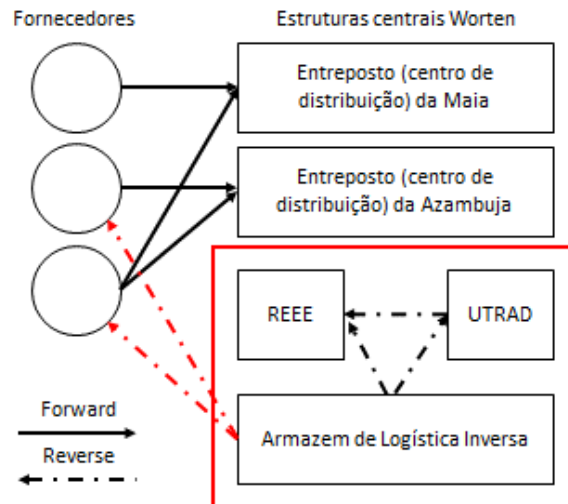 Fornecedores
Estruturas centrais Worten
Entreposto (centro de
distribuição) da Maia
Entreposto (centro de
distribuição) da Azambuja
REEE
UTRAD
Armazem de Logística Inversa
Forward
Reverse